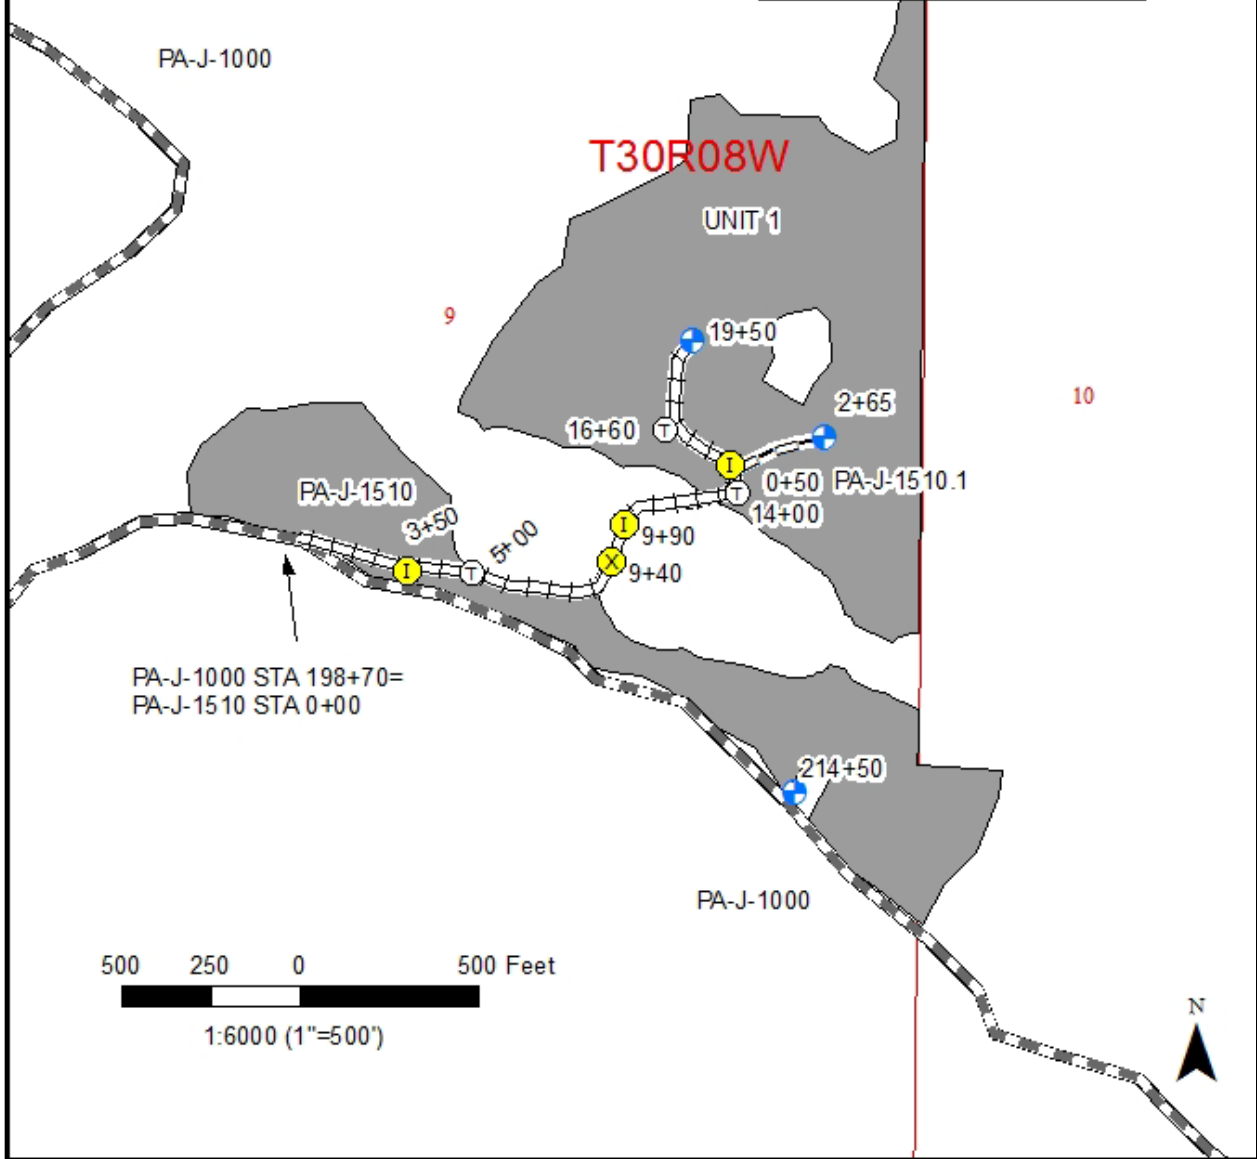 PA-J-1000
T30R08W
UNIT 1
9
19+50
10
2+65
16+60
T
I
0+50
PA-J-1510.1
PA-J-1510
T
14+00
3+50
5+00
I
9+90
I
T
X
9+40
PA-J-1000 STA 198+70=
PA-J-1510 STA 0+00
214+50
PA-J-1000
500 250 0 500 Feet
1:6000 (1"=500')
N